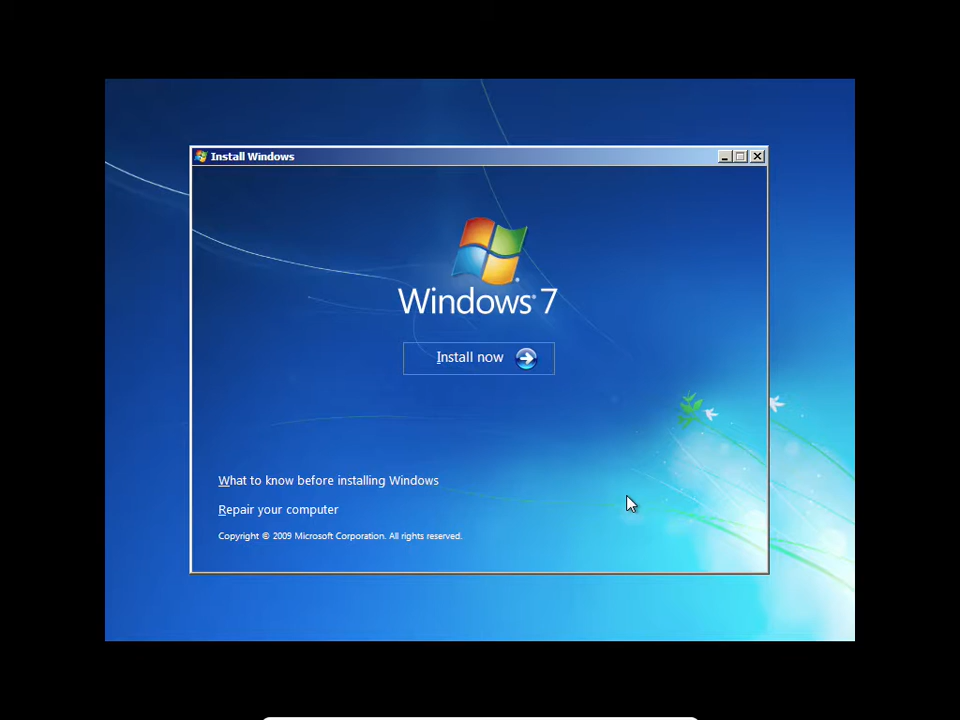 Install Windows
Windows® 7
Install now
What to know before installing Windows
Repair your computer
Copyright © 2009 Microsoft Corporation. All rights reserved.